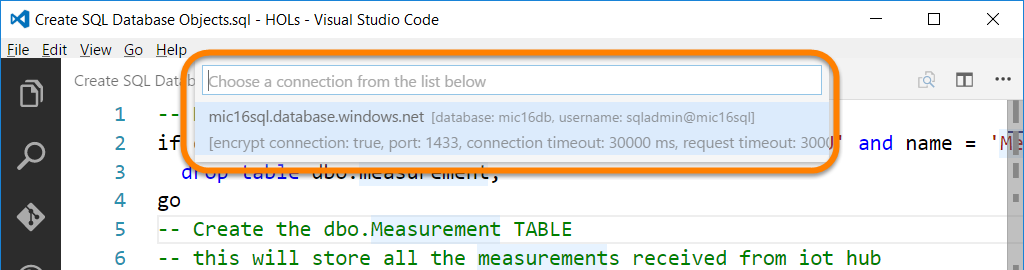 Create SQL Database Objects.sql - HOLs - Visual Studio Code
File Edit View Go Help
Create SQL Datab
Choose a connection from the list below
mic16sql.database.windows.net [database: mic16db, username: sqladmin@mic16sql]
[encrypt connection: true, port: 1433, connection timeout: 30000 ms, request timeout: 3000
1 --
2 if and name = 'Me
3 drop table dbo.measurement;
4 go
5 -- Create the dbo.Measurement TABLE
6 -- this will store all the measurements received from iot hub